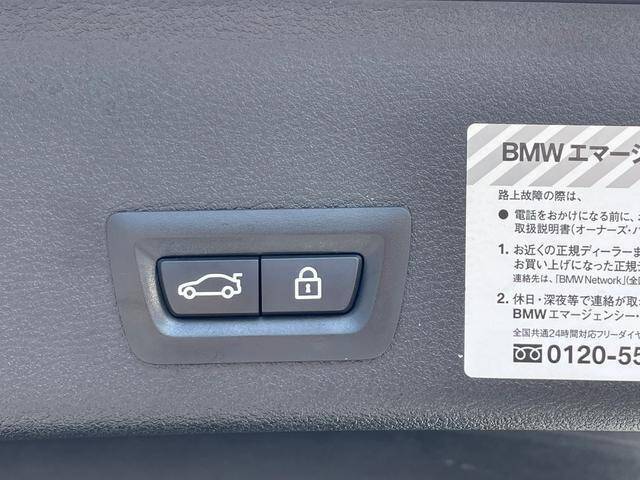 BMW エマージ
路上故障の際は、
● 電話をおかけになる前に、
取扱説明書(オーナーズ・
1. お近くの正規ディーラー
お買い上げになった正規
連絡先は、「BMW Network」(全
2. 休日・深夜等で連絡が取
BMW エマージェンシー・
全国共通24時間対応フリーダイヤ
0120-55